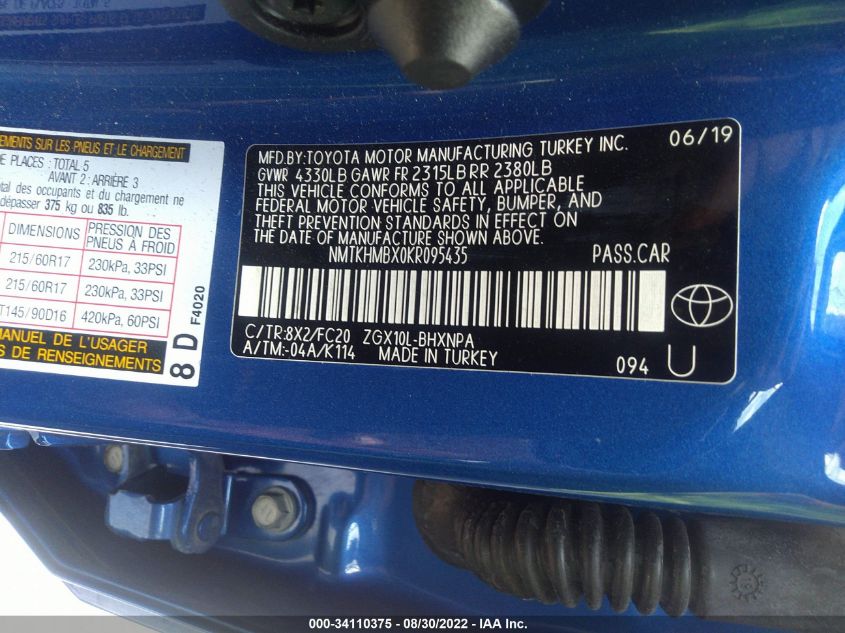 EMENTS SUR LES PNEUS ET LE CHARGEMENT
DE PLACES : TOTAL 5
AVANT 2 : ARRIÈRE 3
tal des occupants et du chargement
dépasser 375 kg ou 835 lb.
DIMENSIONS PRESSION DES PNEUS À FROID
215/60R17 230kPa, 33PSI
215/60R17 230kPa, 33PSI
T145/90D16 420kPa, 60PSI
MANUEL DE L'USAGER
DE RENSEIGNEMENTS
8 D F4020
06/19
MFD.BY:TOYOTA MOTOR MANUFACTURING TURKEY INC.
GVWR 4330LB GAWR FR 2315LB RR 2380LB
THIS VEHICLE CONFORMS TO ALL APPLICABLE
FEDERAL MOTOR VEHICLE SAFETY, BUMPER, AND
THEFT PREVENTION STANDARDS IN EFFECT ON
THE DATE OF MANUFACTURE SHOWN ABOVE.
NMTKHMBX0KR095435 PASS.CAR
C/TR:8X2/FC20 ZGX10L-BHXNPA
A/TM:-04A/K114 MADE IN TURKEY
094 U
000-34110375 - 08/30/2022 - IAA Inc.